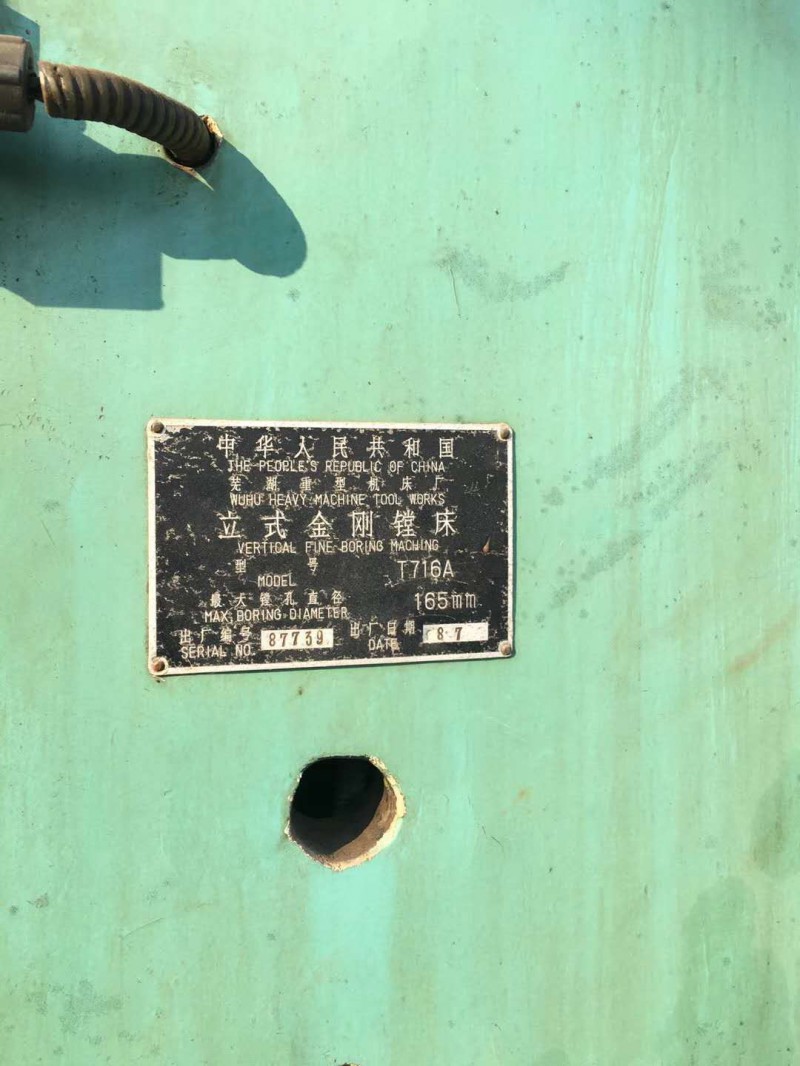 中华人民共和国
THE PEOPLE'S REPUBLIC OF CHINA
芜湖重型机床厂
WUHU HEAVY MACHINE TOOL WORKS
立式金刚镗床
VERTICAL FINE BORING MACHING
型号 T716A
MODEL
最大镗孔直径 165mm
MAX.BORING DIAMETER
出厂编号 87739 出厂日期 8·7
SERIAL NO. DATE